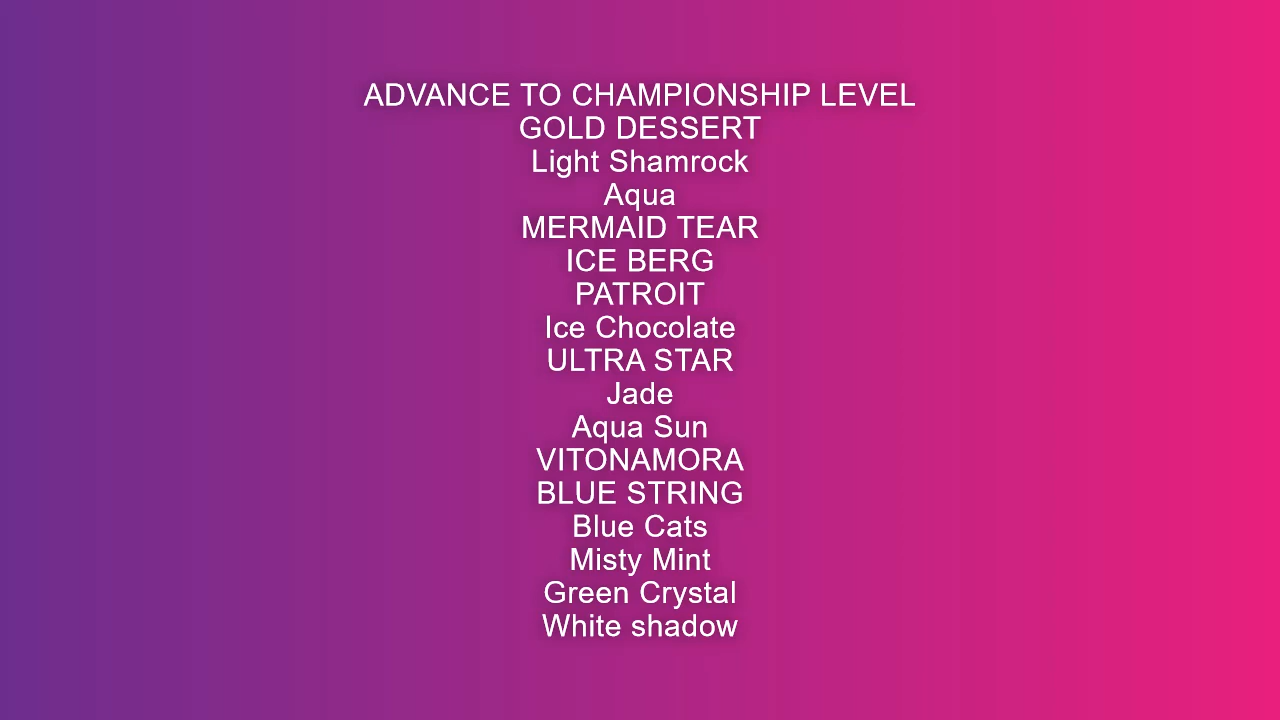 ADVANCE TO CHAMPIONSHIP LEVEL
GOLD DESSERT
Light Shamrock
Aqua
MERMAID TEAR
ICE BERG
PATROIT
Ice Chocolate
ULTRA STAR
Jade
Aqua Sun
VITONAMORA
BLUE STRING
Blue Cats
Misty Mint
Green Crystal
White shadow